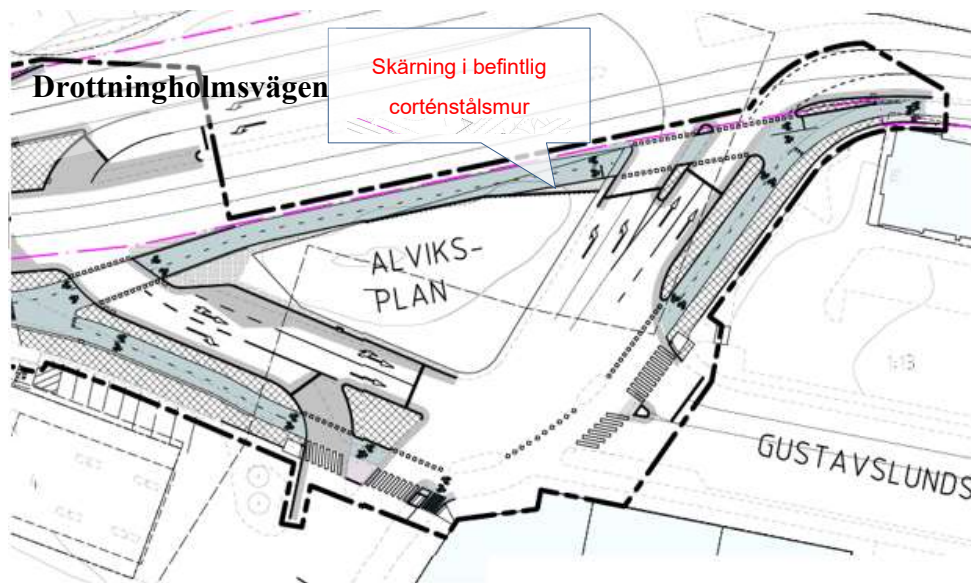 Drottningholmsvägen
Skärning i befintlig
corténstålsmur
ALVIKS-
PLAN
GUSTAVSLUNDS